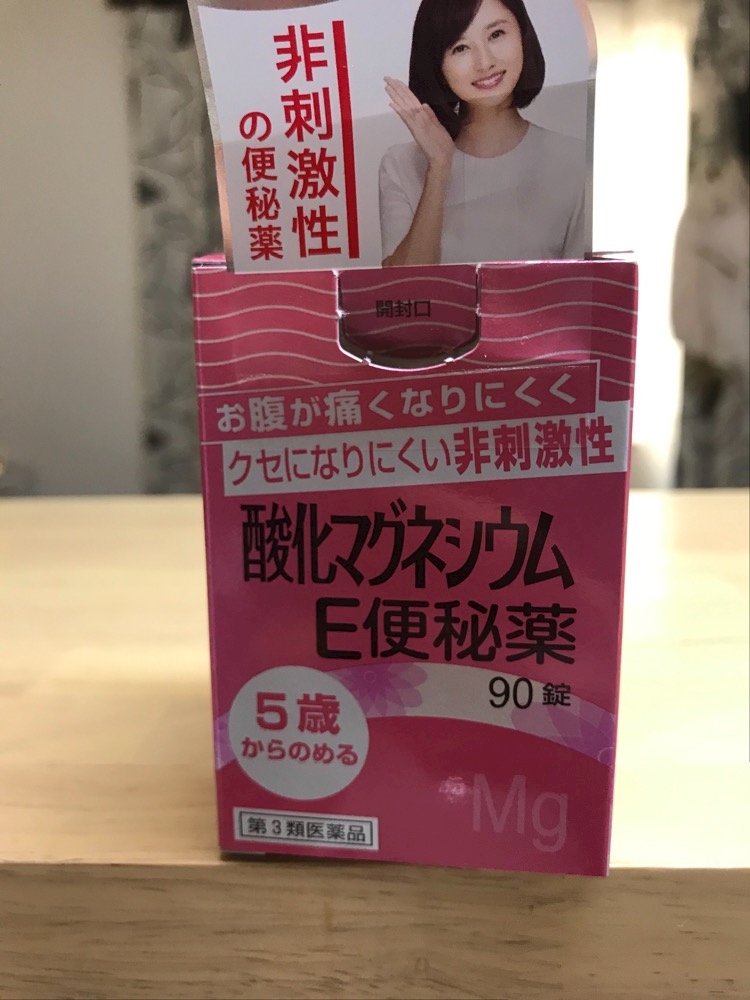 非刺激性
の便秘薬
開封口
お腹が痛くなりにくく
クセになりにくい非刺激性
酸化マグネシウム
E便秘薬
90錠
5歳
からのめる
Mg
第3類医薬品